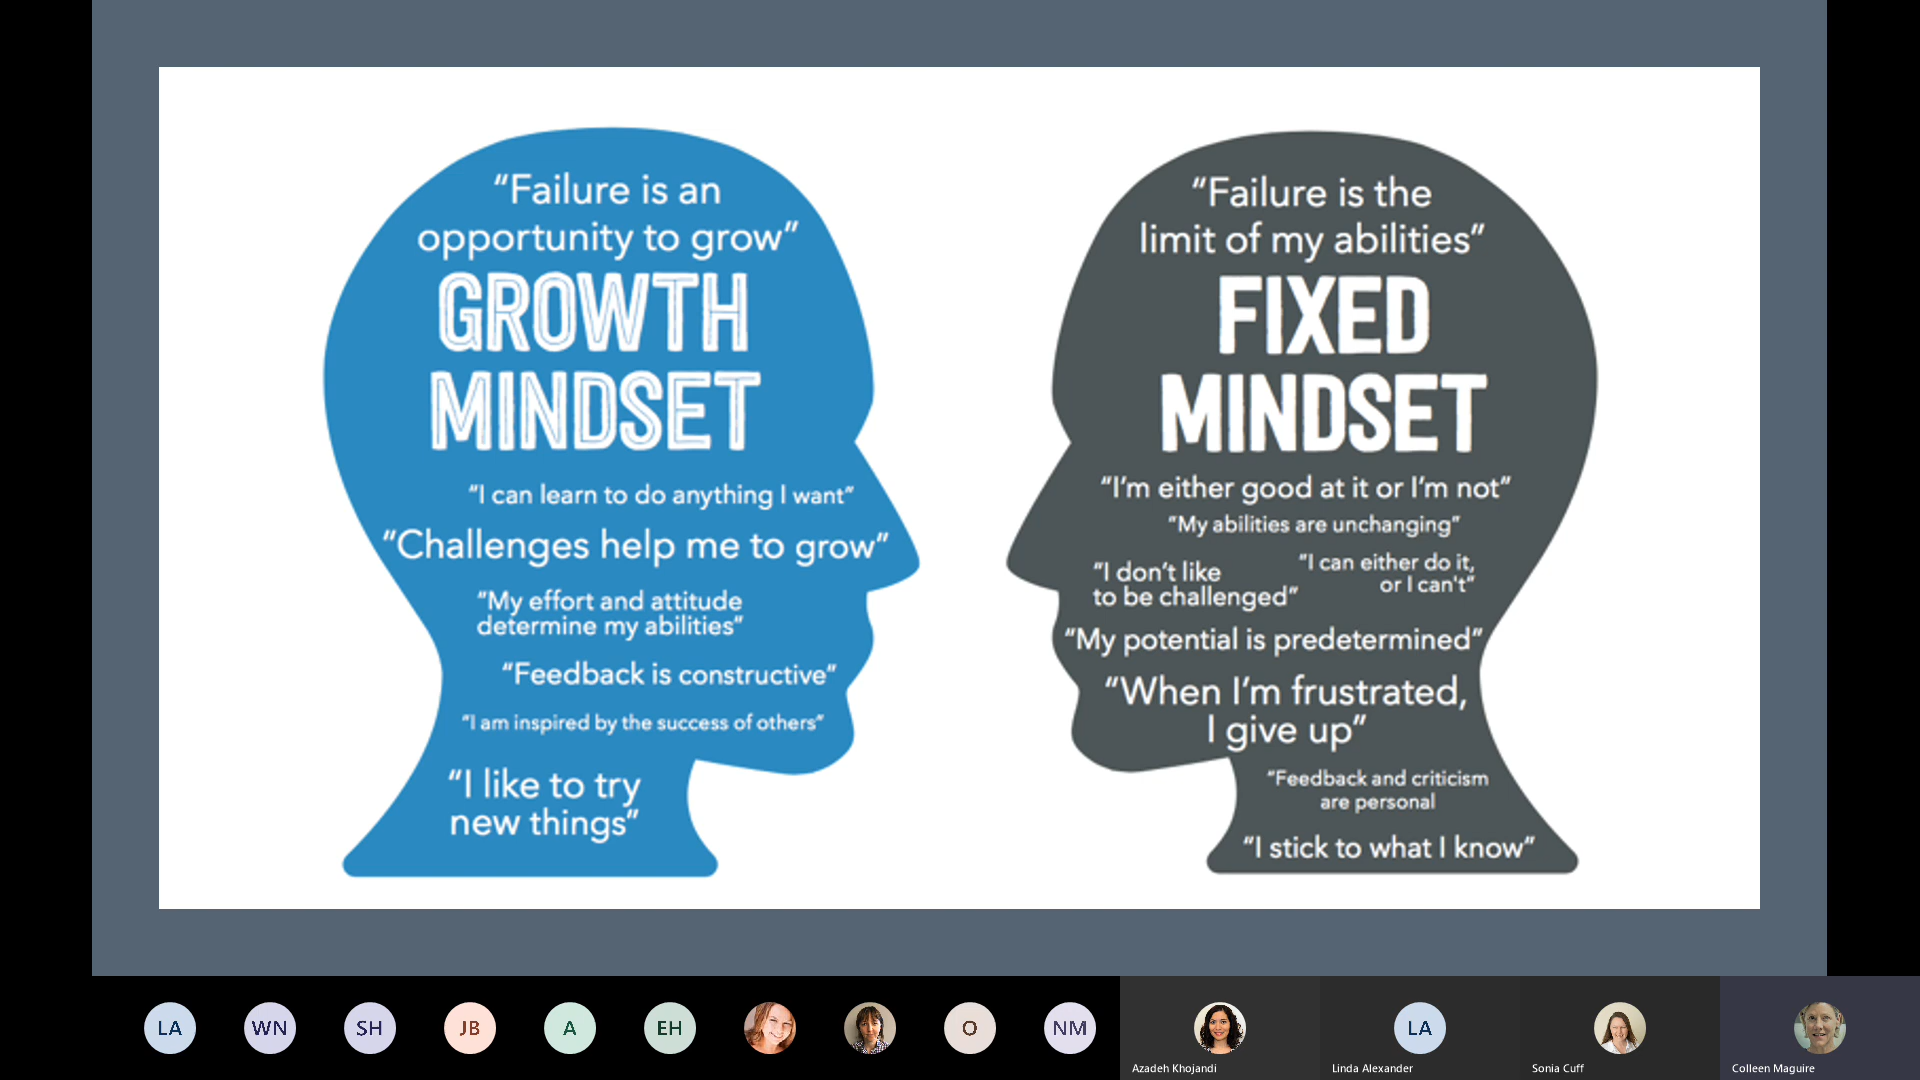 “Failure is an
opportunity to grow”
GROWTH
MINDSET
“I can learn to do anything I want”
“Challenges help me to grow”
“My effort and attitude
determine my abilities”
“Feedback is constructive”
“I am inspired by the success of others”
“I like to try
new things”
“Failure is the
limit of my abilities”
FIXED
MINDSET
“I’m either good at it or I’m not”
“My abilities are unchanging”
“I don’t like
to be challenged”
“I can either do it,
or I can't”
“My potential is predetermined”
“When I’m frustrated,
I give up”
“Feedback and criticism
are personal
“I stick to what I know”
LA
WN
SH
JB
A
EH
O
NM
Azadeh Khojandi
LA
Linda Alexander
Sonia Cuff
Colleen Maguire